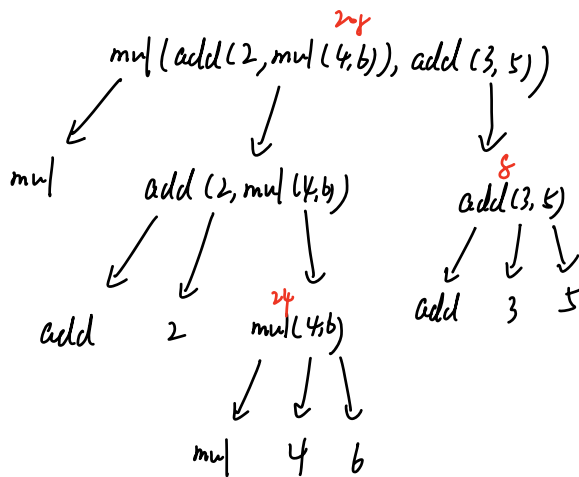 mul(add(2,mul(4,6)), add(3,5))
8
mul add(2,mul(4,6)) add(3,5)
24
add 2 mul(4,6) add 3 5
mul 4 6